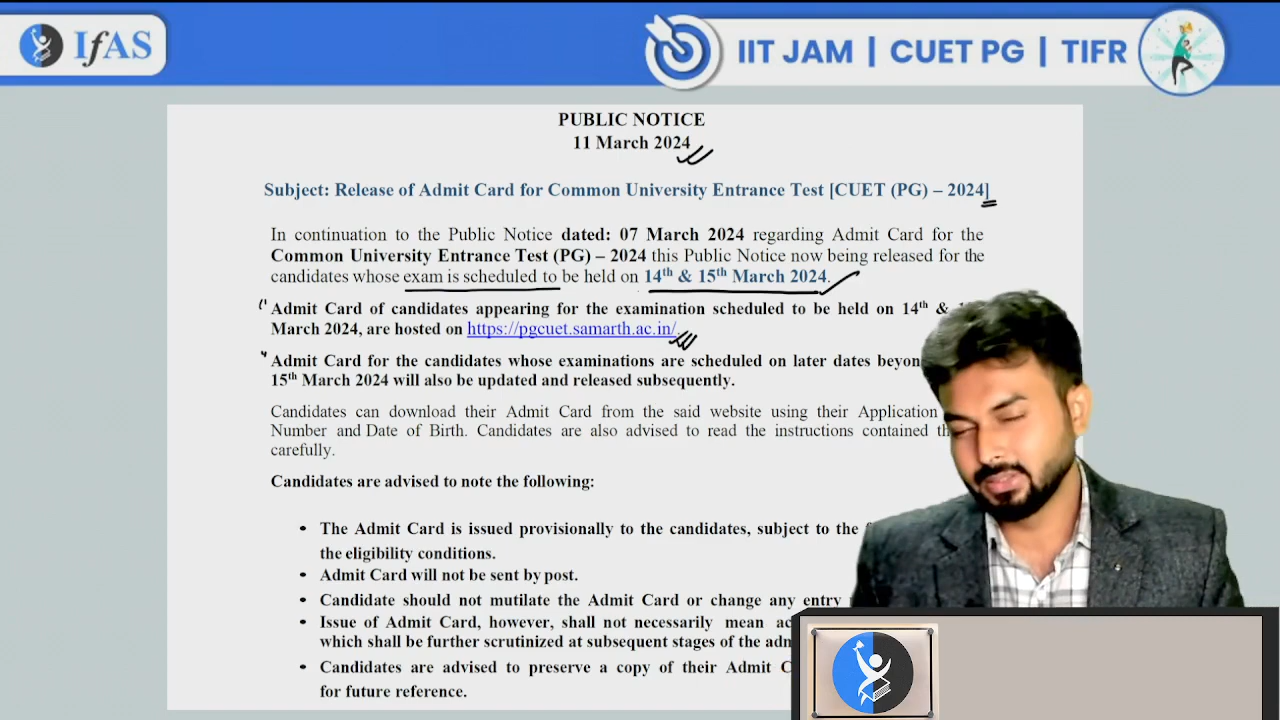 IfAS
IIT JAM | CUET PG | TIFR
PUBLIC NOTICE
11 March 2024
Subject: Release of Admit Card for Common University Entrance Test [CUET (PG) – 2024]
In continuation to the Public Notice dated: 07 March 2024 regarding Admit Card for the
Common University Entrance Test (PG) – 2024 this Public Notice now being released for the
candidates whose exam is scheduled to be held on 14th & 15th March 2024.
Admit Card of candidates appearing for the examination scheduled to be held on 14th &
March 2024, are hosted on https://pgcuet.samarth.ac.in/.
Admit Card for the candidates whose examinations are scheduled on later dates
15th March 2024 will also be updated and released subsequently.
Candidates can download their Admit Card from the said website using their Application
Number and Date of Birth. Candidates are also advised to read the instructions contained
carefully.
Candidates are advised to note the following:
• The Admit Card is issued provisionally to the candidates, subject to the
the eligibility conditions.
• Admit Card will not be sent by post.
• Candidate should not mutilate the Admit Card or change any entry
• Issue of Admit Card, however, shall not necessarily mean
which shall be further scrutinized at subsequent stages of the
• Candidates are advised to preserve a copy of their Admit
for future reference.